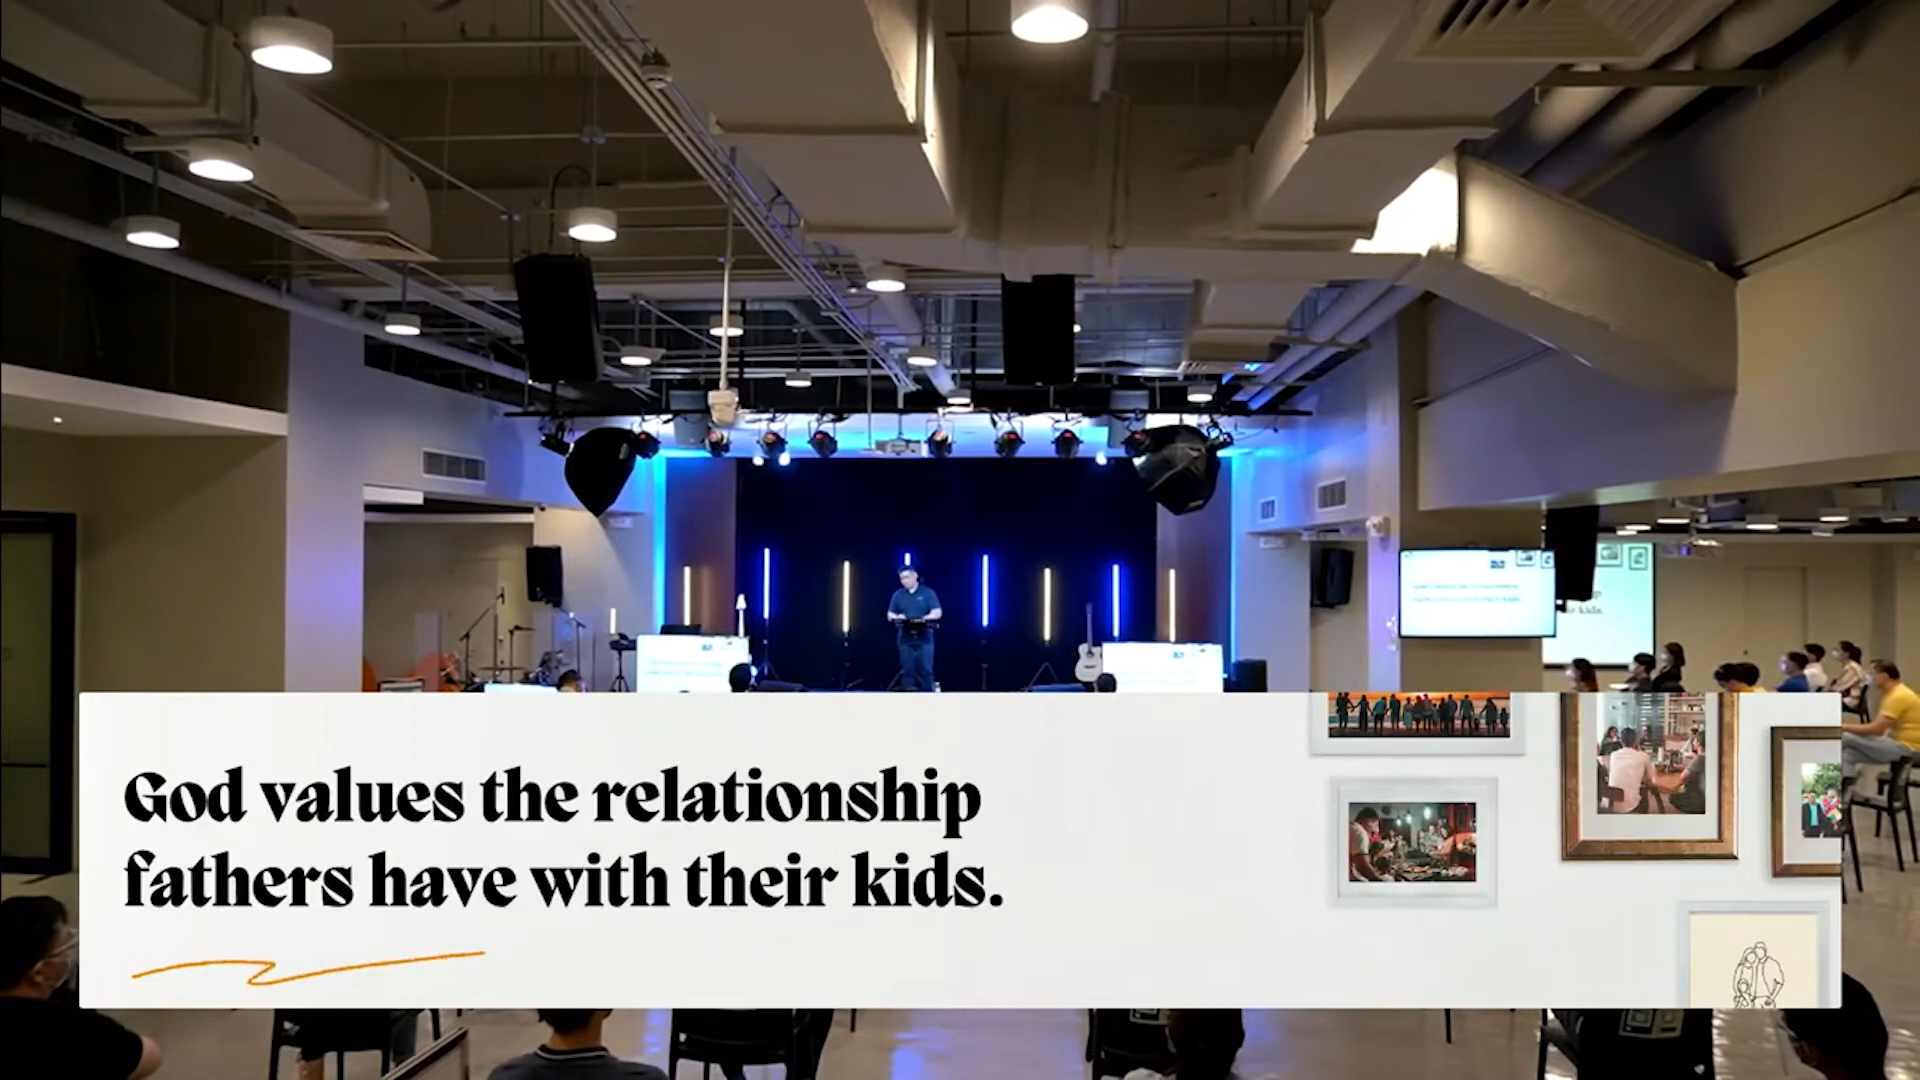 God values the relationship
fathers have with their kids.